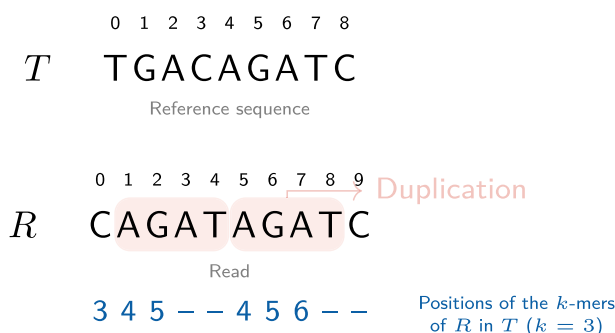 0 1 2 3 4 5 6 7 8
T TGACAGATC
Reference sequence
0 1 2 3 4 5 6 7 8 9
Duplication
R CAGATAGATC
Read
3 4 5 – – 4 5 6 – –
Positions of the k-mers
of R in T (k = 3)